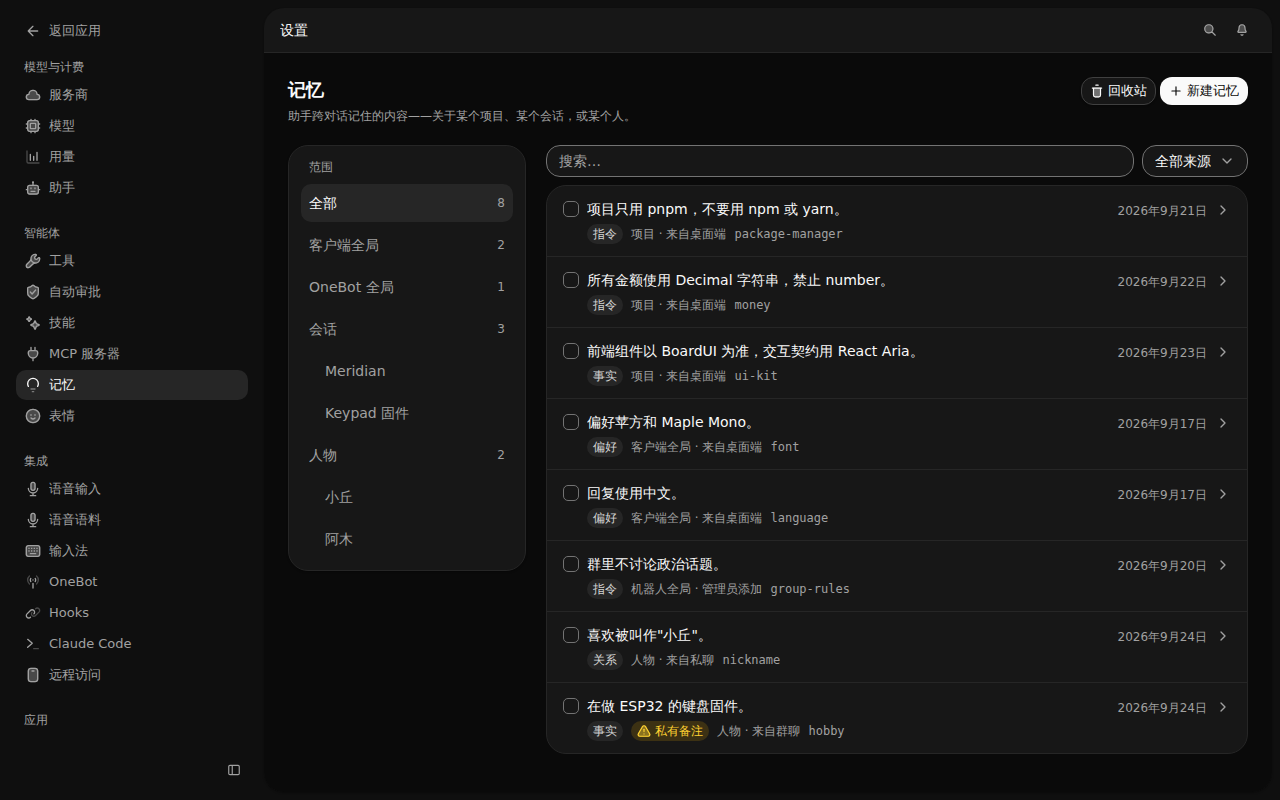 返回应用
模型与计费
服务商
模型
用量
助手
智能体
工具
自动审批
技能
MCP 服务器
记忆
表情
集成
语音输入
语音语料
输入法
OneBot
Hooks
Claude Code
远程访问
应用
设置
记忆
助手跨对话记住的内容——关于某个项目、某个会话，或某个人。
回收站
新建记忆
范围
全部 8
客户端全局 2
OneBot 全局 1
会话 3
Meridian
Keypad 固件
人物 2
小丘
阿木
搜索…
全部来源
项目只用 pnpm，不要用 npm 或 yarn。 2026年9月21日
指令 项目 · 来自桌面端 package-manager
所有金额使用 Decimal 字符串，禁止 number。 2026年9月22日
指令 项目 · 来自桌面端 money
前端组件以 BoardUI 为准，交互契约用 React Aria。 2026年9月23日
事实 项目 · 来自桌面端 ui-kit
偏好苹方和 Maple Mono。 2026年9月17日
偏好 客户端全局 · 来自桌面端 font
回复使用中文。 2026年9月17日
偏好 客户端全局 · 来自桌面端 language
群里不讨论政治话题。 2026年9月20日
指令 机器人全局 · 管理员添加 group-rules
喜欢被叫作"小丘"。 2026年9月24日
关系 人物 · 来自私聊 nickname
在做 ESP32 的键盘固件。 2026年9月24日
事实 私有备注 人物 · 来自群聊 hobby